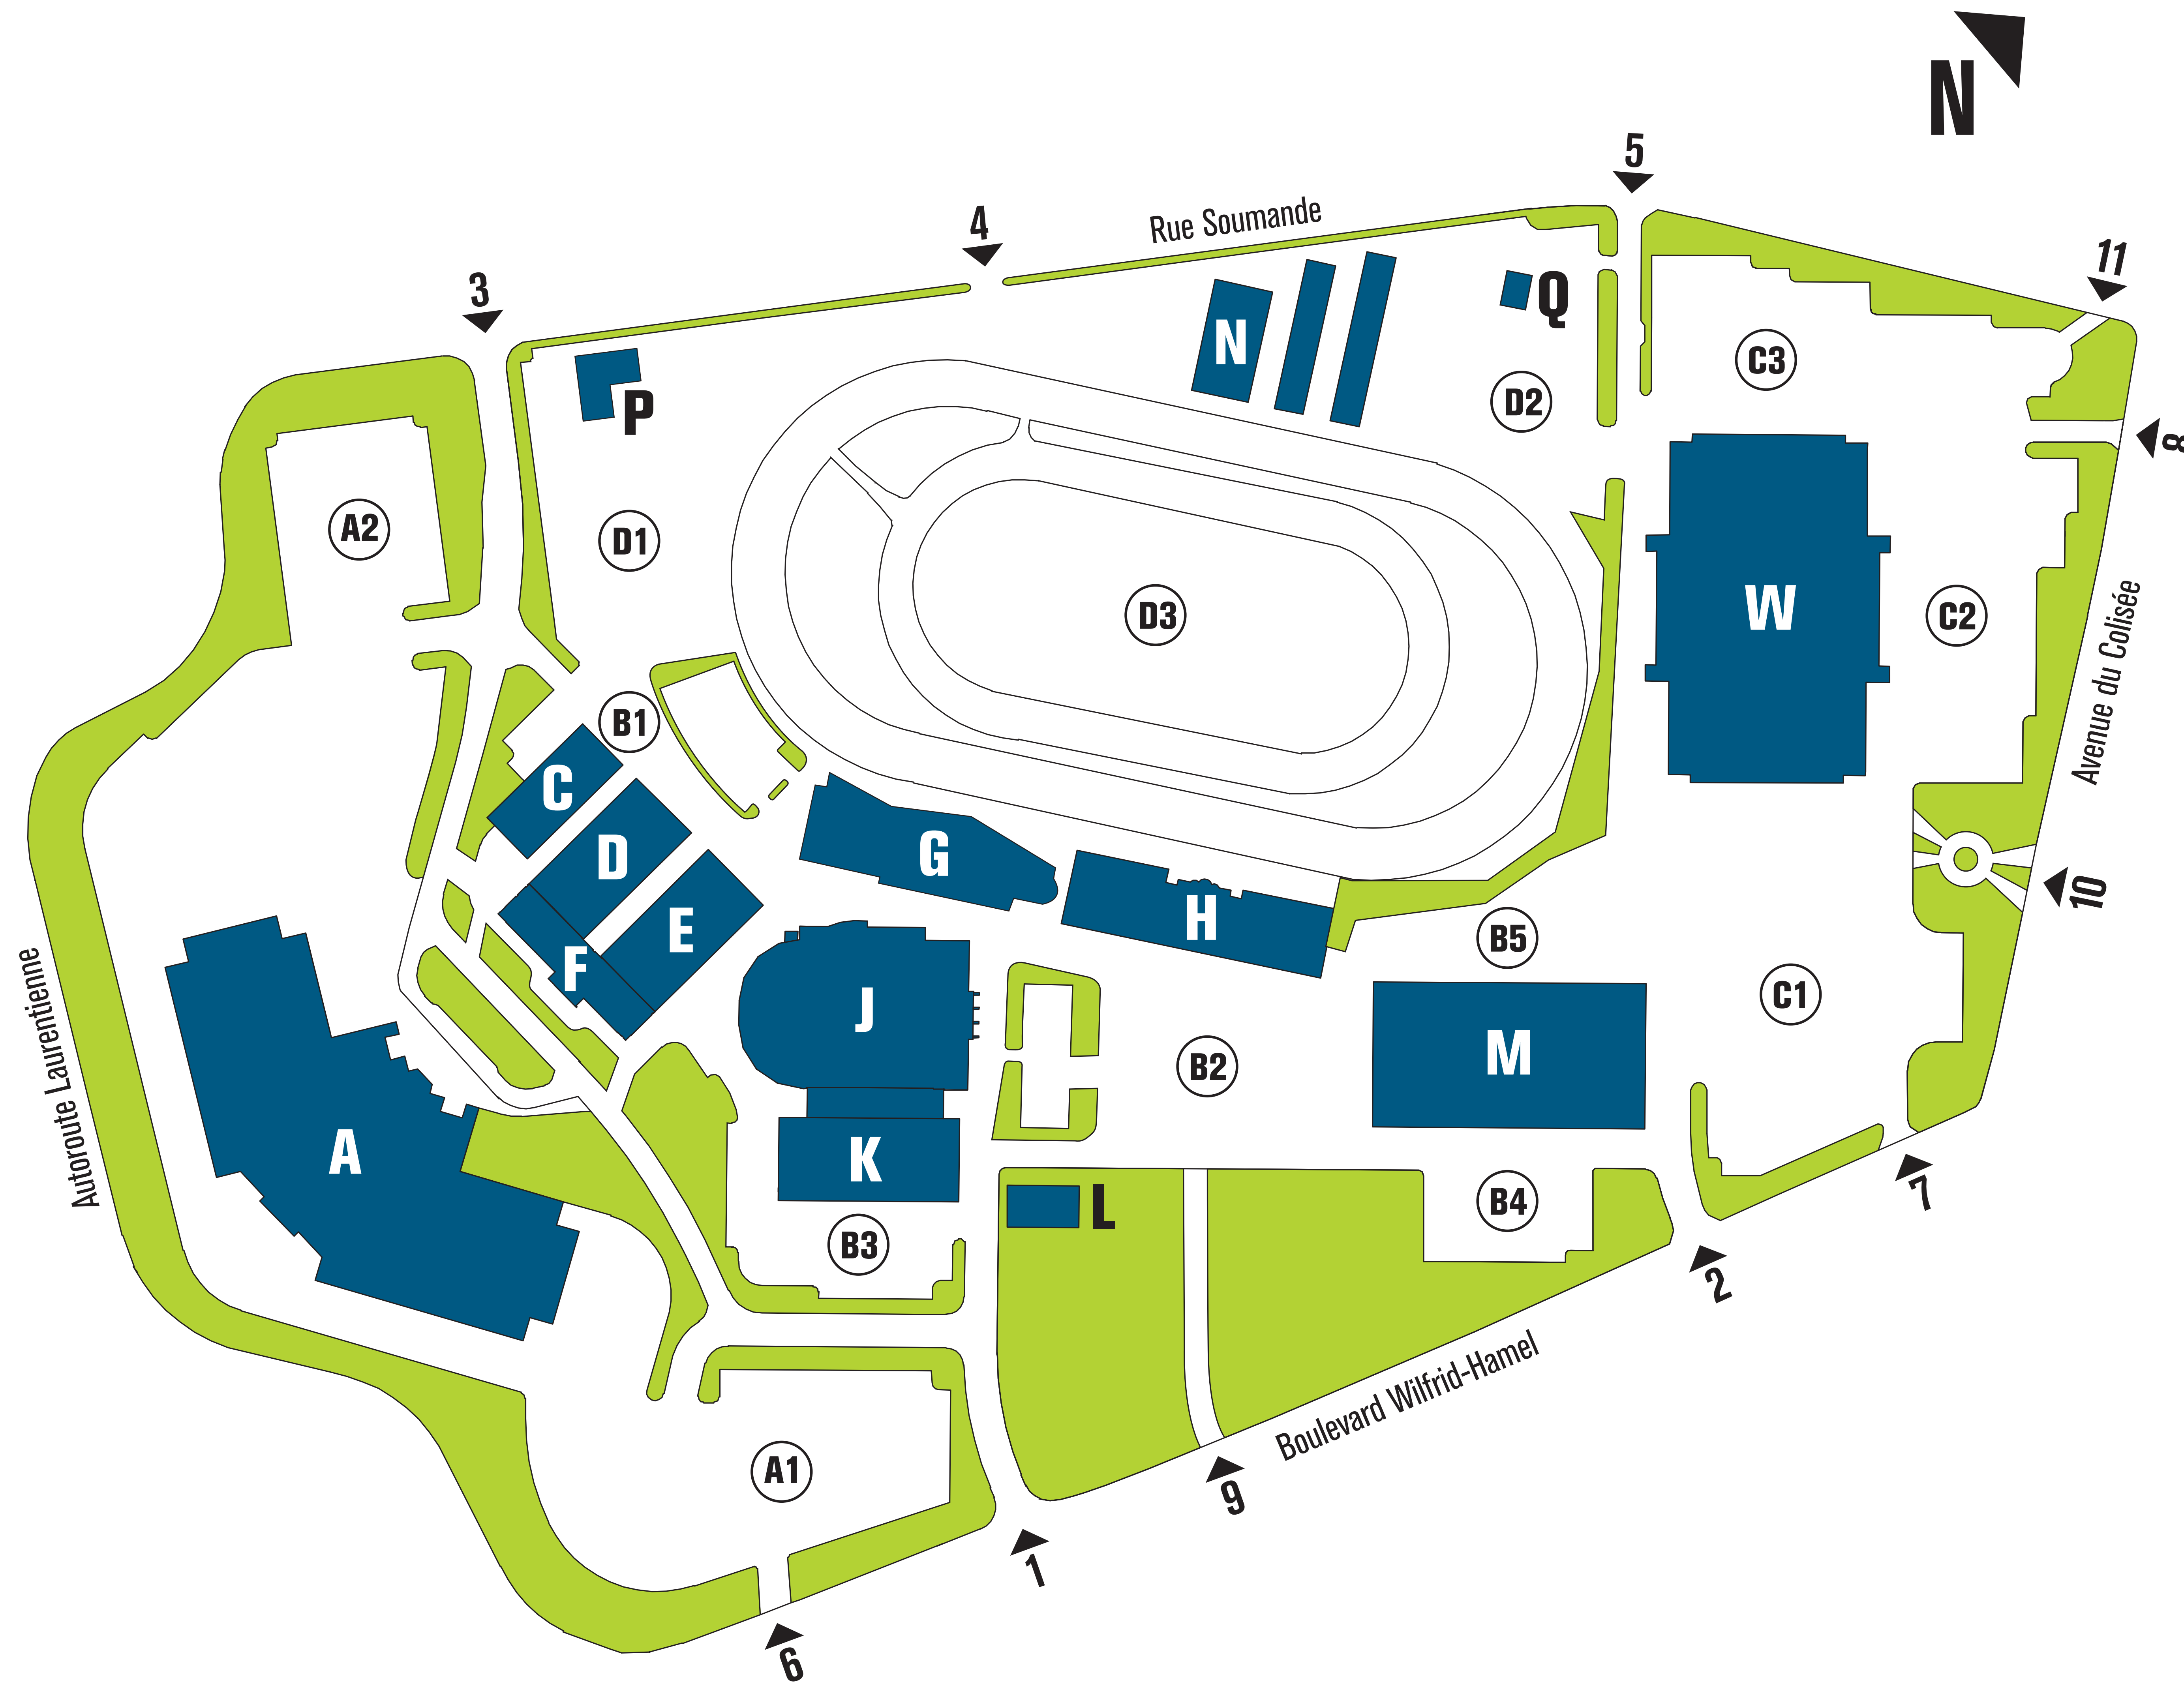 N
5
11
4
Rue Soumande
3
Q
N
C3
D2
P
8
A2
D1
D3
W
C2
Avenue du Colisée
B1
C
D
G
10
E
H
F
B5
J
C1
Autoroute Laurentienne
M
B2
A
K
B4
7
L
B3
2
Boulevard Wilfrid-Hamel
A1
9
1
6